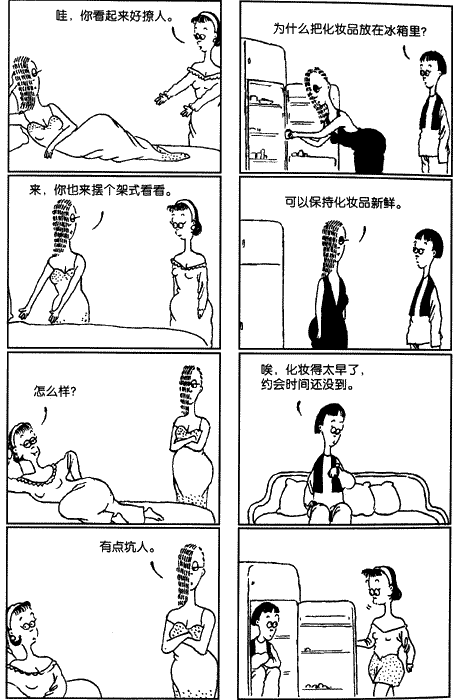 哇，你看起来好撩人。
来，你也来摆个架式看看。
怎么样？
有点坑人。
为什么把化妆品放在冰箱里？
可以保持化妆品新鲜。
唉，化妆得太早了，
约会时间还没到。